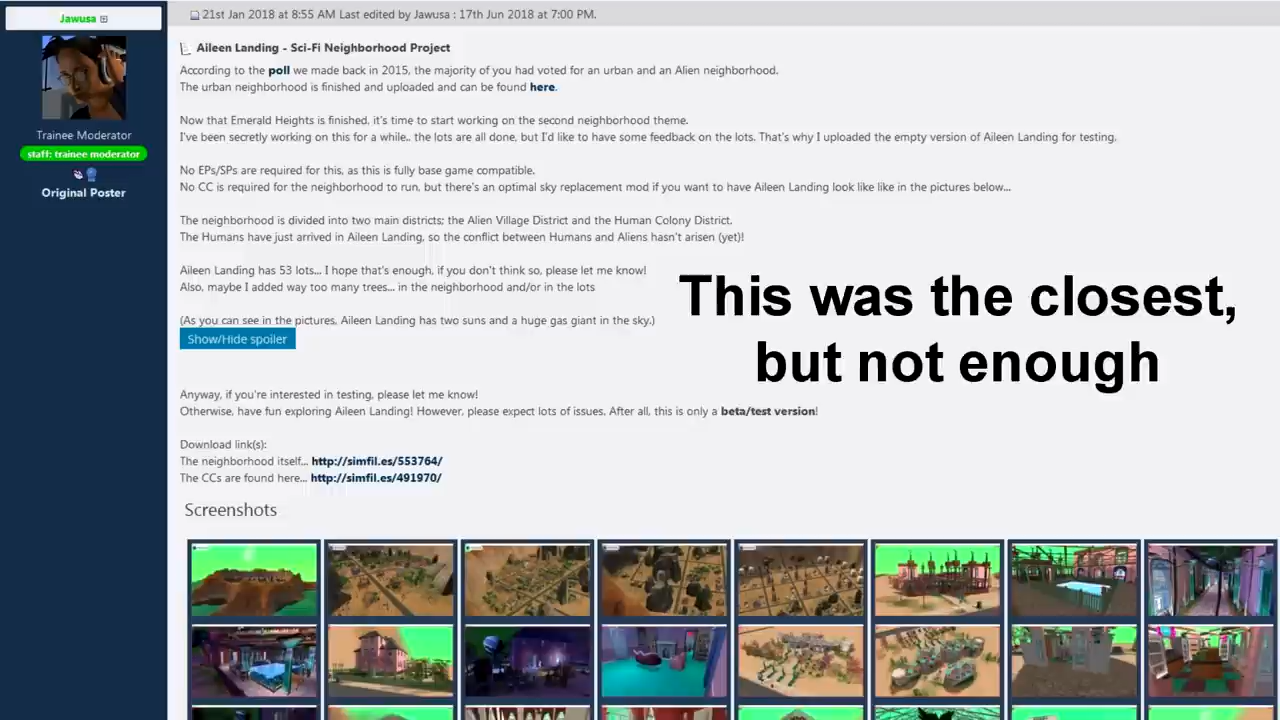 Jawusa
21st Jan 2018 at 8:55 AM Last edited by Jawusa : 17th Jun 2018 at 7:00 PM.
Trainee Moderator
staff: trainee moderator
Original Poster
Aileen Landing - Sci-Fi Neighborhood Project
According to the poll we made back in 2015, the majority of you had voted for an urban and an Alien neighborhood.
The urban neighborhood is finished and uploaded and can be found here.
Now that Emerald Heights is finished, it's time to start working on the second neighborhood theme.
I've been secretly working on this for a while.. the lots are all done, but I'd like to have some feedback on the lots. That's why I uploaded the empty version of Aileen Landing for testing.
No EPs/SPs are required for this, as this is fully base game compatible.
No CC is required for the neighborhood to run, but there's an optimal sky replacement mod if you want to have Aileen Landing look like like in the pictures below...
The neighborhood is divided into two main districts; the Alien Village District and the Human Colony District.
The Humans have just arrived in Aileen Landing, so the conflict between Humans and Aliens hasn't arisen (yet)!
Aileen Landing has 53 lots... I hope that's enough, if you don't think so, please let me know!
Also, maybe I added way too many trees... in the neighborhood and/or in the lots
(As you can see in the pictures, Aileen Landing has two suns and a huge gas giant in the sky.)
Show/Hide spoiler
This was the closest,
but not enough
Anyway, if you're interested in testing, please let me know!
Otherwise, have fun exploring Aileen Landing! However, please expect lots of issues. After all, this is only a beta/test version!
Download link(s):
The neighborhood itself... http://simfil.es/553764/
The CCs are found here... http://simfil.es/491970/
Screenshots